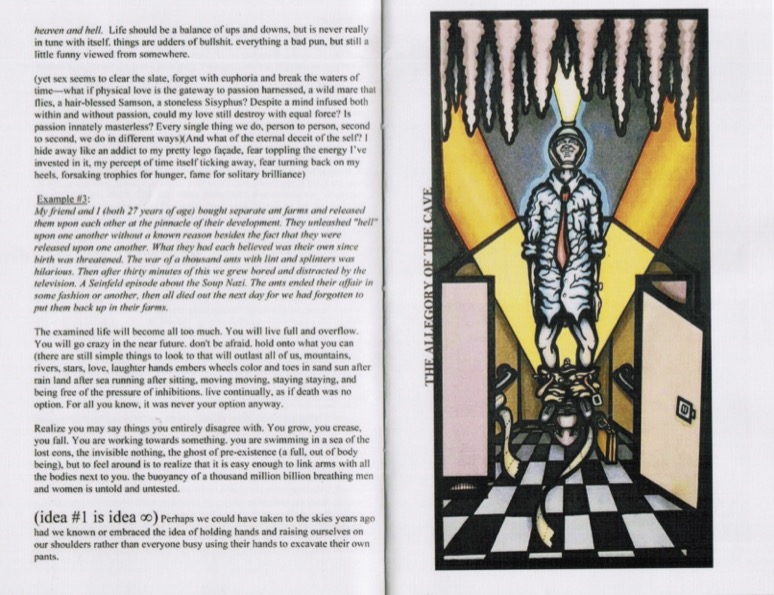 heaven and hell. Life should be a balance of ups and downs, but is never really
in tune with itself. things are udders of bullshit. everything a bad pun, but still a
little funny viewed from somewhere.
(yet sex seems to clear the slate, forget with euphoria and break the waters of
time—what if physical love is the gateway to passion harnessed, a wild mare that
flies, a hair-blessed Samson, a stoneless Sisyphus? Despite a mind infused both
within and without passion, could my love still destroy with equal force? Is
passion innately masterless? Every single thing we do, person to person, second
to second, we do in different ways)(And what of the eternal deceit of the self? I
hide away like an addict to my pretty lego façade, fear toppling the energy I've
invested in it, my percept of time itself ticking away, fear turning back on my
heels, forsaking trophies for hunger, fame for solitary brilliance)
Example #3:
My friend and I (both 27 years of age) bought separate ant farms and released
them upon each other at the pinnacle of their development. They unleashed "hell"
upon one another without a known reason besides the fact that they were
released upon one another. What they had each believed was their own since
birth was threatened. The war of a thousand ants with lint and splinters was
hilarious. Then after thirty minutes of this we grew bored and distracted by the
television. A Seinfeld episode about the Soup Nazi. The ants ended their affair in
some fashion or another, then all died out the next day for we had forgotten to
put them back up in their farms.
The examined life will become all too much. You will live full and overflow.
You will go crazy in the near future. don't be afraid. hold onto what you can
(there are still simple things to look to that will outlast all of us, mountains,
rivers, stars, love, laughter hands embers wheels color and toes in sand sun after
rain land after sea running after sitting, moving moving, staying staying, and
being free of the pressure of inhibitions. live continually, as if death was no
option. For all you know, it was never your option anyway.
Realize you may say things you entirely disagree with. You grow, you crease,
you fall. You are working towards something. you are swimming in a sea of the
lost eons, the invisible nothing, the ghost of pre-existence (a full, out of body
being), but to feel around is to realize that it is easy enough to link arms with all
the bodies next to you. the buoyancy of a thousand million billion breathing men
and women is untold and untested.
(idea #1 is idea ∞) Perhaps we could have taken to the skies years ago
had we known or embraced the idea of holding hands and raising ourselves on
our shoulders rather than everyone busy using their hands to excavate their own
pants.
THE ALLEGORY OF THE CAVE